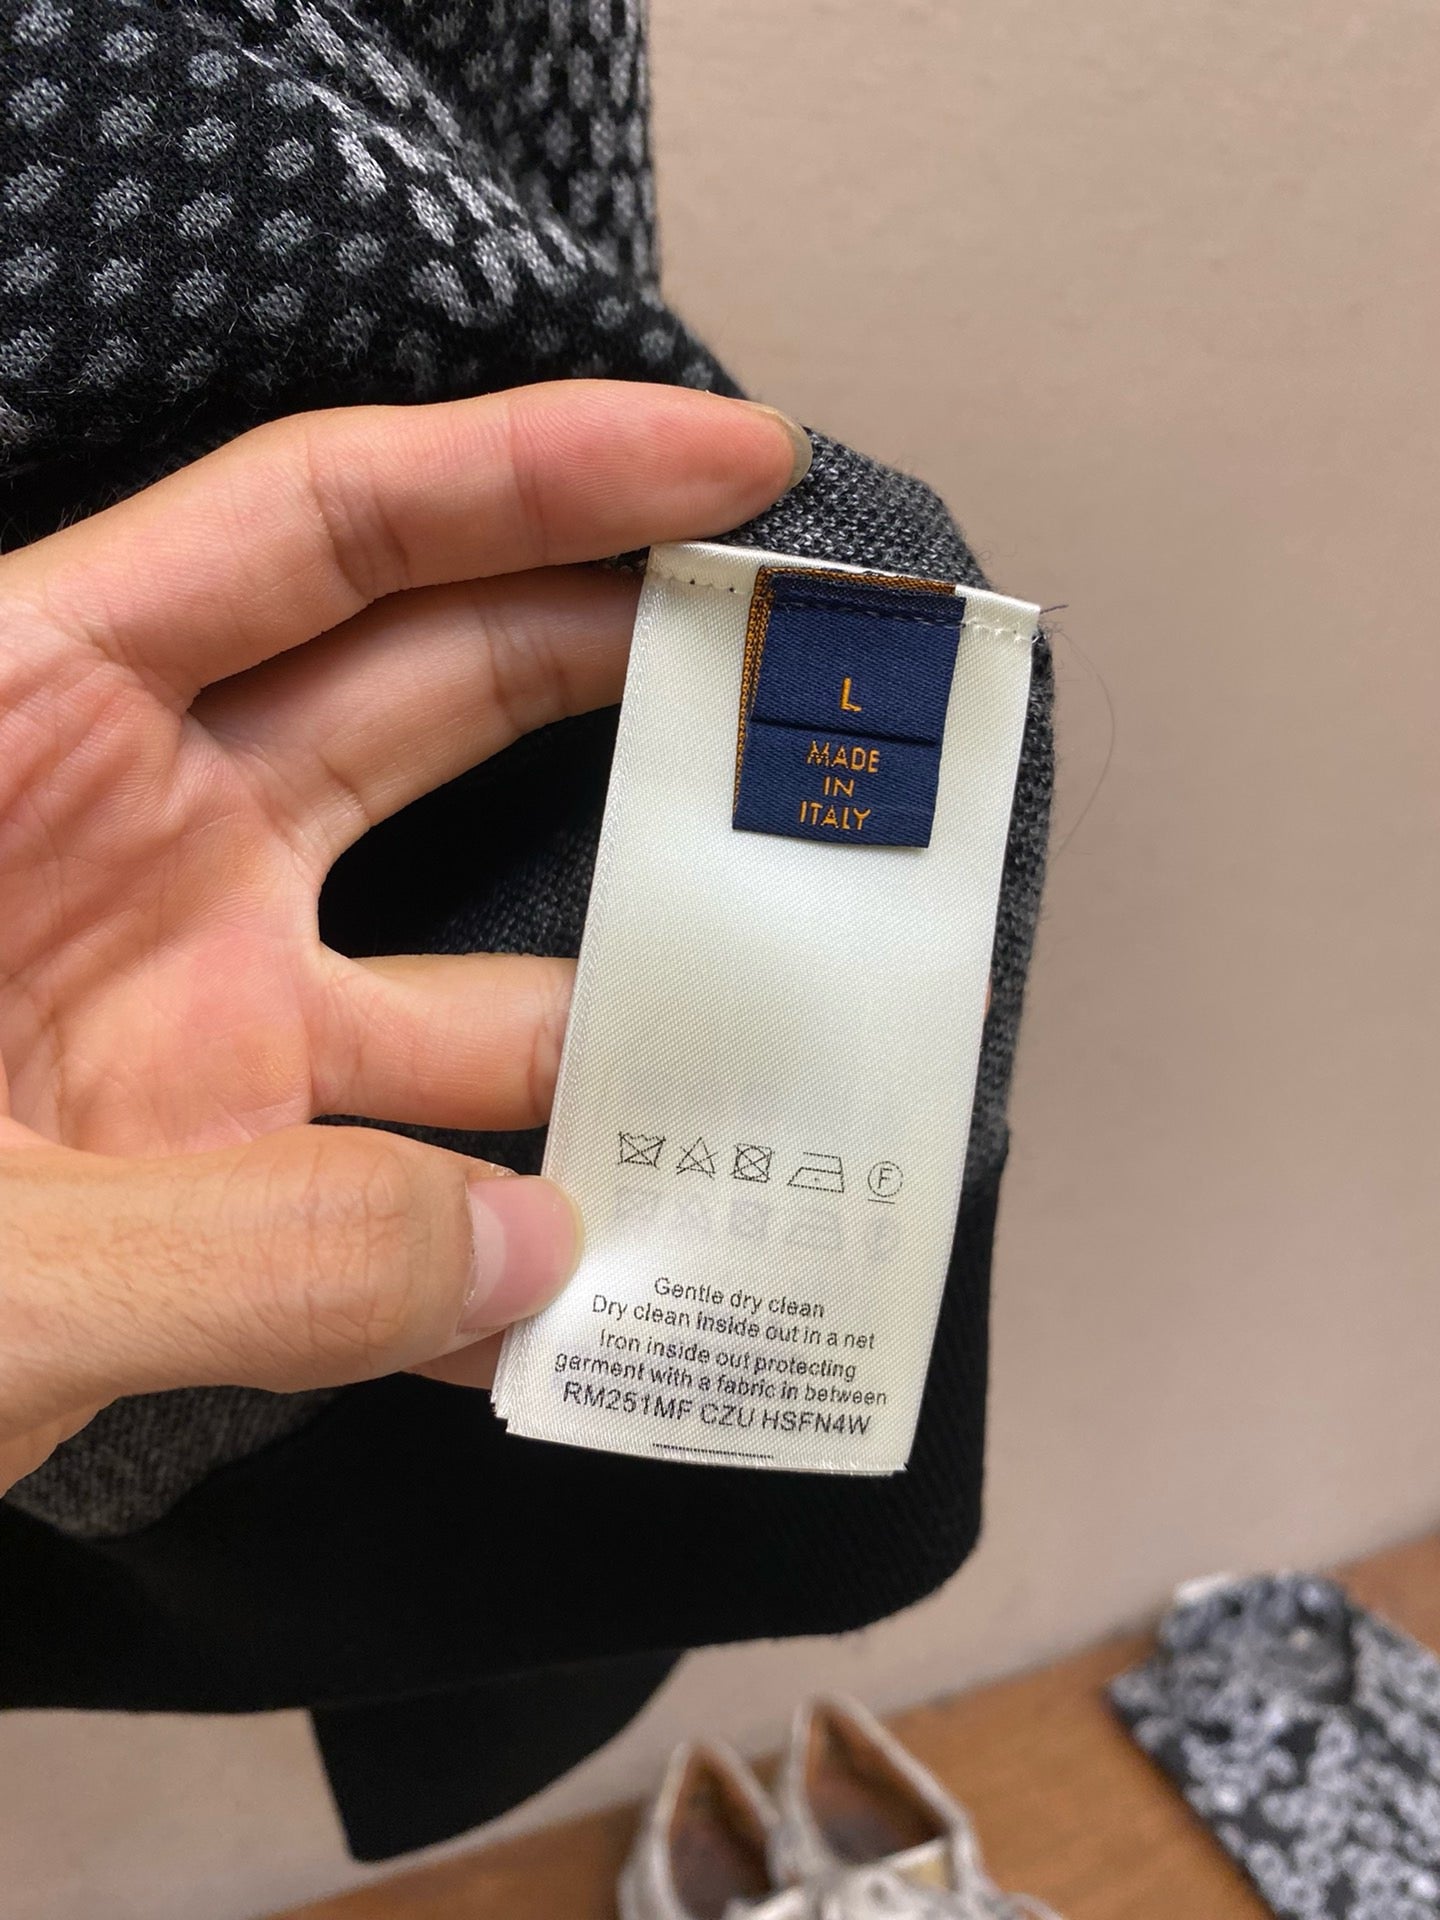 L
MADE
IN
ITALY
F
Gentle dry clean
Dry clean inside out in a net
Iron inside out protecting
garment with a fabric in between
RM251MF CZU HSFN4W